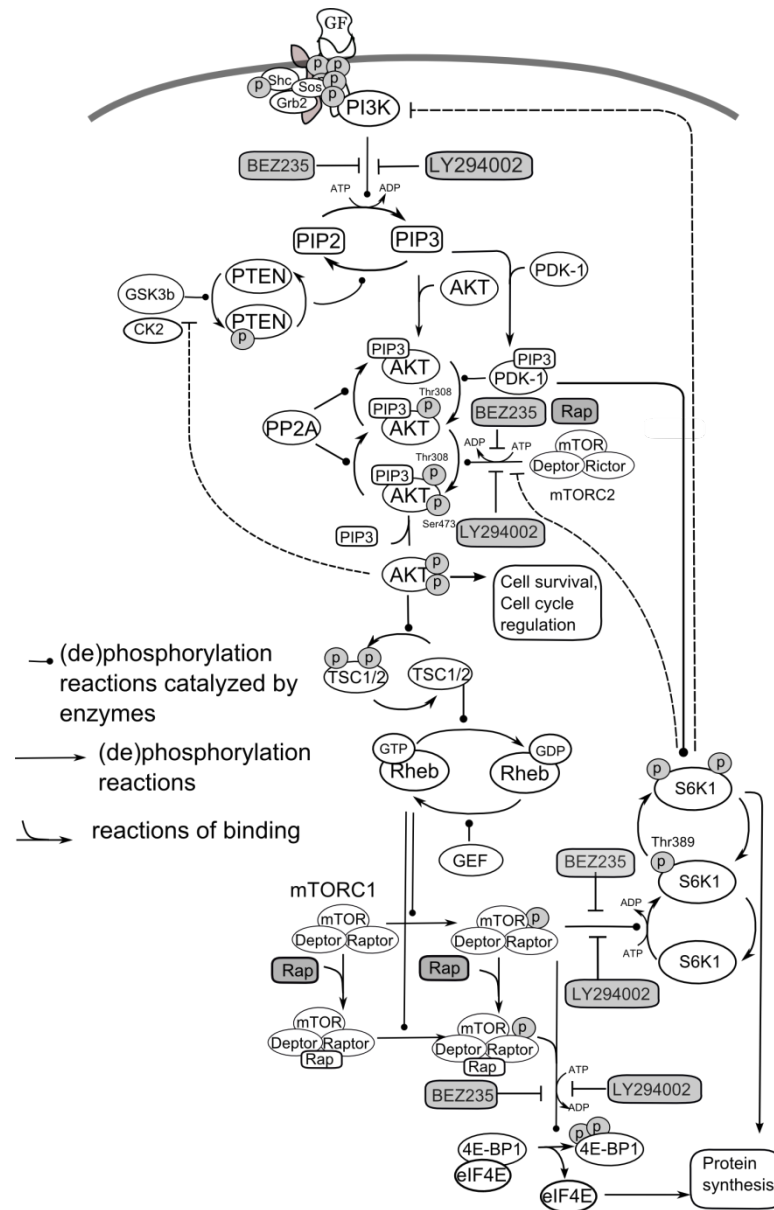 GF
p
p
Shc
Sos
p
p
p
Grb2
PI3K
BEZ235
LY294002
ATP
ADP
PIP2
PIP3
PTEN
AKT
PDK-1
GSK3b
CK2
PTEN
p
PIP3
AKT
PIP3
PDK-1
Thr308
PIP3
p
AKT
BEZ235
Rap
PP2A
ADP
ATP
mTOR
Deptor
Rictor
mTORC2
Thr308
PIP3
p
AKT
p
Ser473
LY294002
PIP3
AKT
p
p
Cell survival,
Cell cycle
regulation
(de)phosphorylation
reactions catalyzed by
enzymes
p
p
TSC1/2
TSC1/2
(de)phosphorylation
reactions
GTP
Rheb
GDP
Rheb
p
p
S6K1
reactions of binding
GEF
Thr389
p
S6K1
BEZ235
mTORC1
mTOR
Deptor
Raptor
mTOR
p
Deptor
Raptor
ADP
ATP
S6K1
Rap
Rap
LY294002
mTOR
Deptor
Raptor
Rap
mTOR
p
Deptor
Raptor
Rap
BEZ235
ATP
ADP
LY294002
4E-BP1
eIF4E
p
p
4E-BP1
eIF4E
Protein
synthesis